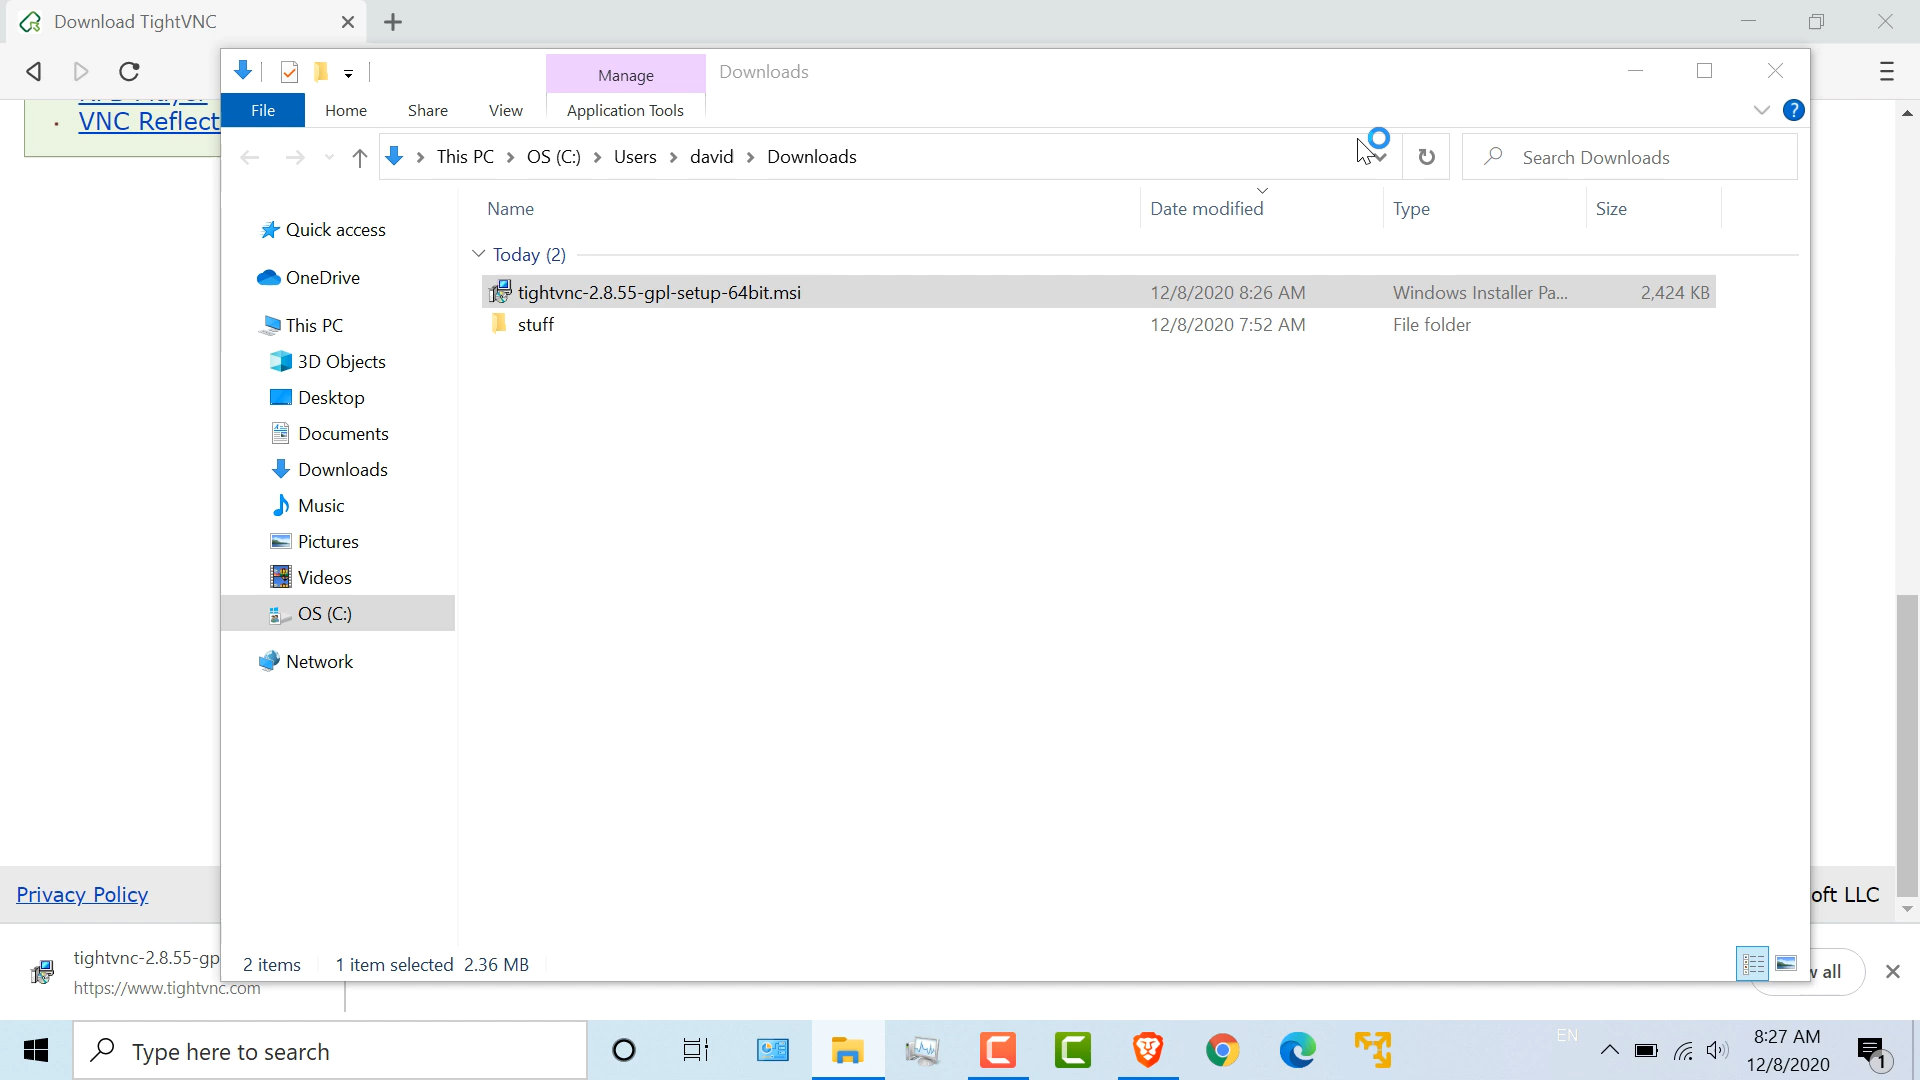 Download TightVNC
Manage
Downloads
File
Home
Share
View
Application Tools
VNC Reflect
This PC
OS (C:)
Users
david
Downloads
Search Downloads
Name
Date modified
Type
Size
Quick access
OneDrive
This PC
3D Objects
Desktop
Documents
Downloads
Music
Pictures
Videos
OS (C:)
Network
Today (2)
tightvnc-2.8.55-gpl-setup-64bit.msi
12/8/2020 8:26 AM
Windows Installer Pa...
2,424 KB
stuff
12/8/2020 7:52 AM
File folder
Privacy Policy
oft LLC
2 items
1 item selected 2.36 MB
tightvnc-2.8.55-gp
https://www.tightvnc.com
w all
Type here to search
EN
8:27 AM
12/8/2020
1